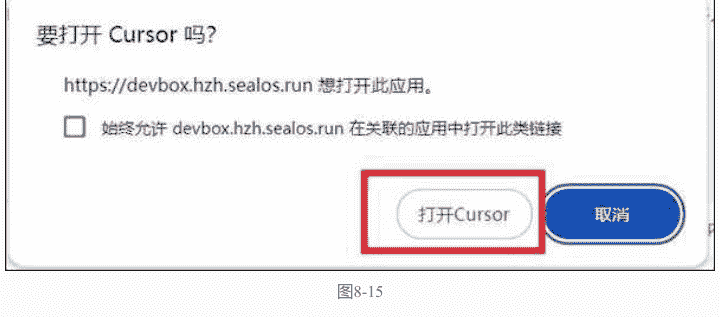 要打开 Cursor 吗?
https://devbox.hzh.sealos.run 想打开此应用。
始终允许 devbox.hzh.sealos.run 在关联的应用中打开此类链接
打开Cursor
取消
图8-15